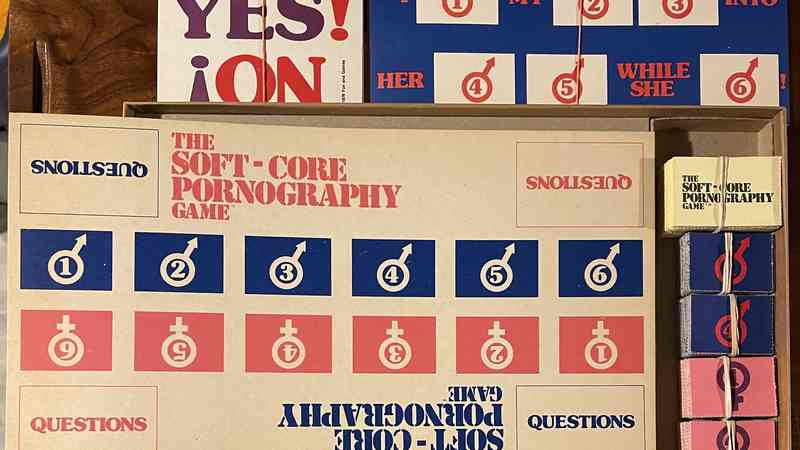 YES!
¡ON
MY
INTO
1
2
3
HER
4
5
WHILE
SHE
6
!
QUESTIONS
THE
SOFT-CORE
PORNOGRAPHY
GAME
QUESTIONS
THE
SOFT-CORE
PORNOGRAPHY
GAME
1
2
3
4
5
6
6
5
4
3
2
1
QUESTIONS
SOFT-CORE
PORNOGRAPHY
GAME
QUESTIONS